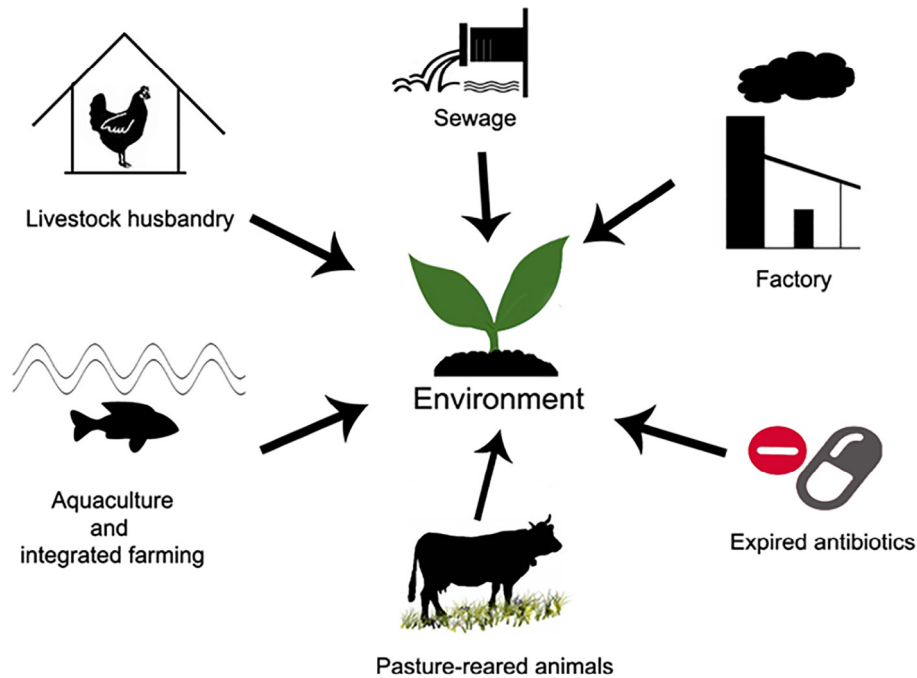 Sewage
Livestock husbandry
Factory
Environment
Aquaculture
and
integrated farming
Expired antibiotics
Pasture-reared animals